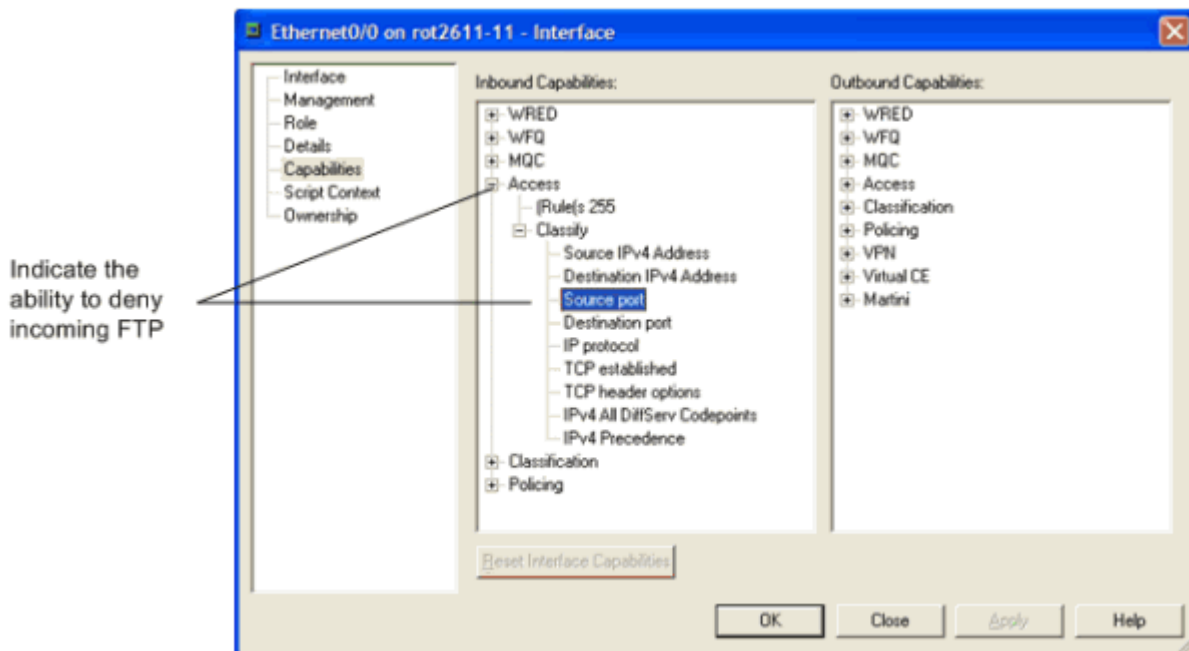 Ethernet0/0 on rot2611-11 - Interface
Interface
Management
Role
Details
Capabilities
Script Context
Ownership
Inbound Capabilities:
WRED
WFQ
MQC
Access
(Rule(s 255
Classify
Source IPv4 Address
Destination IPv4 Address
Source port
Destination port
IP protocol
TCP established
TCP header options
IPv4 All DiffServ Codepoints
IPv4 Precedence
Classification
Policing
Outbound Capabilities:
WRED
WFQ
MQC
Access
Classification
Policing
VPN
Virtual CE
Martini
Indicate the
ability to deny
incoming FTP
Reset Interface Capabilities
OK
Close
Apply
Help